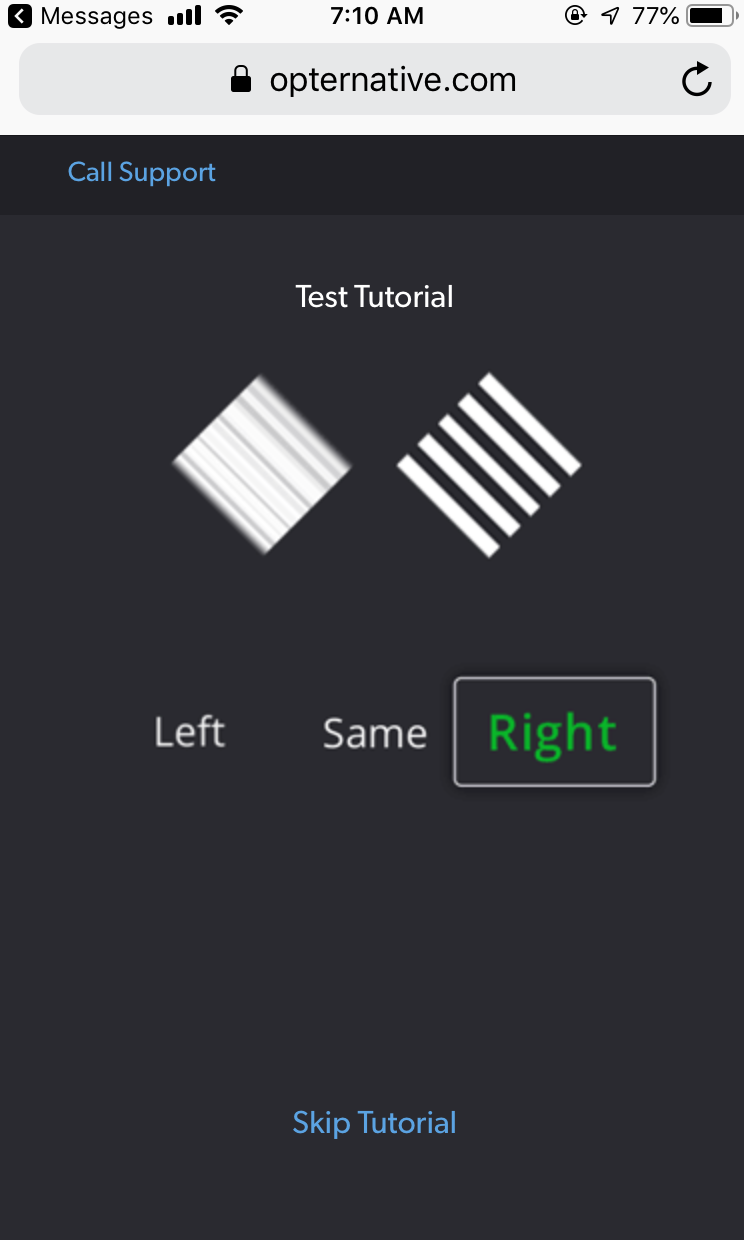 Messages 7:10 AM 77%
opternative.com
Call Support
Test Tutorial
Left Same Right
Skip Tutorial